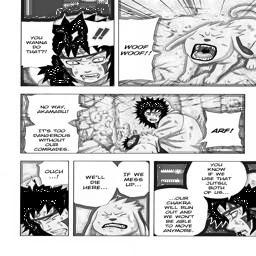 WOOF
WOOF!!
!!
YOU
WANNA
DO
THAT?!
ARF!
NO WAY,
AKAMARU!
IT'S TOO
DANGEROUS
WITHOUT
OUR
COMRADES.
YOU
KNOW
IF WE
USE THAT
JUTSU,
BOTH
OF US...
...OUR
CHAKRA
WILL RUN
OUT AND
WE WON'T
BE ABLE
TO MOVE
ANYMORE.
IF WE
MESS
UP...
WE'LL
DIE
HERE...
OUCH
...!